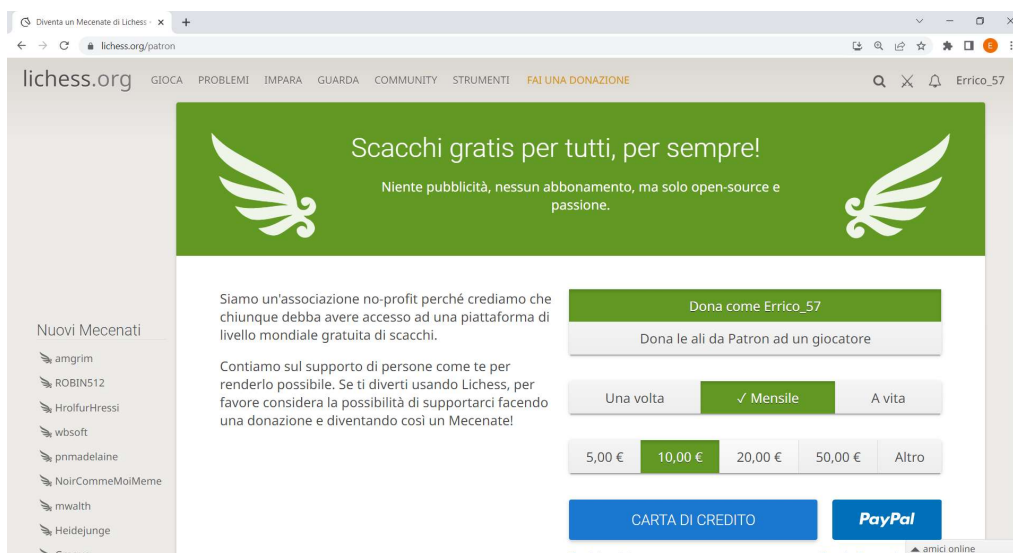 Diventa un Mecenate di Lichess -
lichess.org/patron
E
lichess.org GIOCA PROBLEMI IMPARA GUARDA COMMUNITY STRUMENTI FAI UNA DONAZIONE Errico_57
Scacchi gratis per tutti, per sempre!
Niente pubblicità, nessun abbonamento, ma solo open-source e
passione.
Siamo un'associazione no-profit perché crediamo che
chiunque debba avere accesso ad una piattaforma di
livello mondiale gratuita di scacchi.
Contiamo sul supporto di persone come te per
renderlo possibile. Se ti diverti usando Lichess, per
favore considera la possibilità di supportarci facendo
una donazione e diventando così un Mecenate!
Dona come Errico_57
Dona le ali da Patron ad un giocatore
Una volta ✓ Mensile A vita
5,00 € 10,00 € 20,00 € 50,00 € Altro
CARTA DI CREDITO PayPal
Nuovi Mecenati
amgrim
ROBIN512
HrolfurHressi
wbsoft
pnmadelaine
NoirCommeMoiMeme
mwalth
Heidejunge
amici online